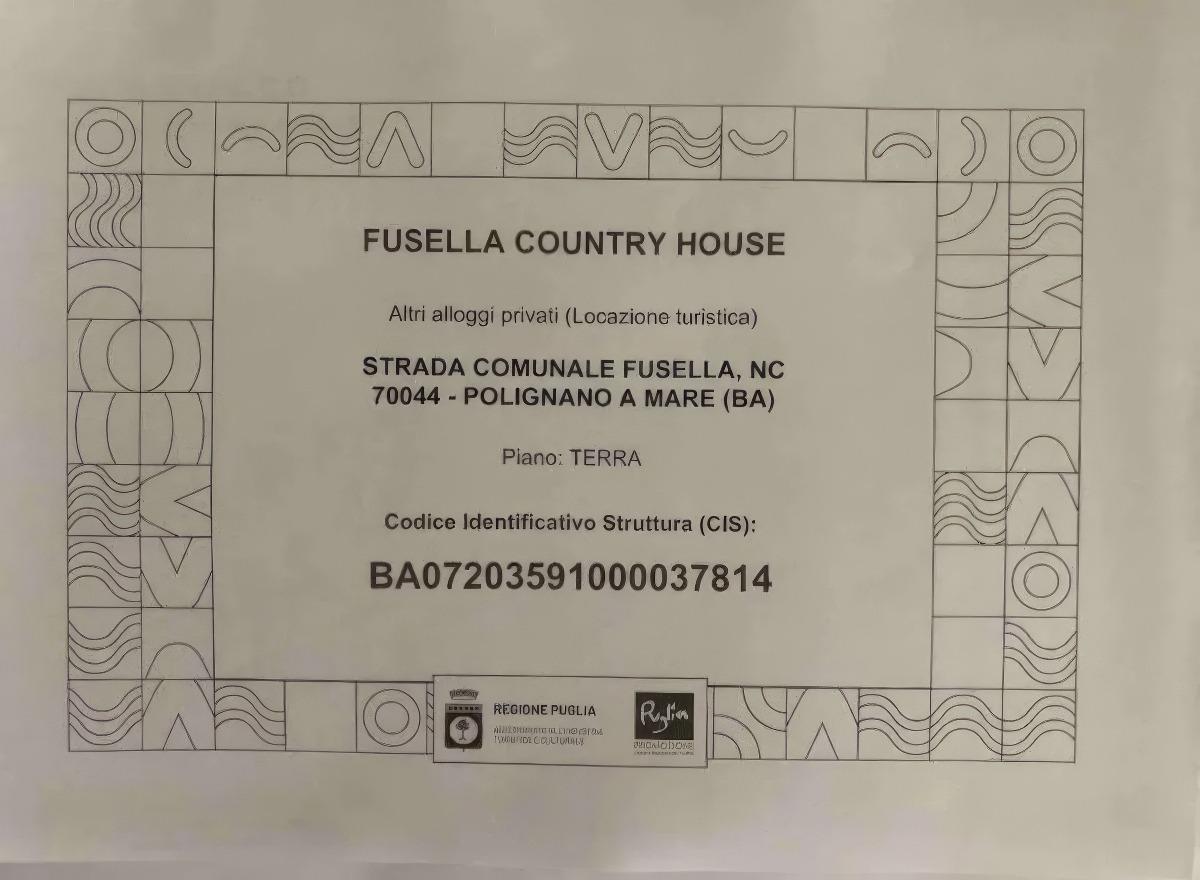 FUSELLA COUNTRY HOUSE
Altri alloggi privati (Locazione turistica)
STRADA COMUNALE FUSELLA, NC
70044 - POLIGNANO A MARE (BA)
Piano: TERRA
Codice Identificativo Struttura (CIS):
BA07203591000037814
REGIONE PUGLIA
Puglia